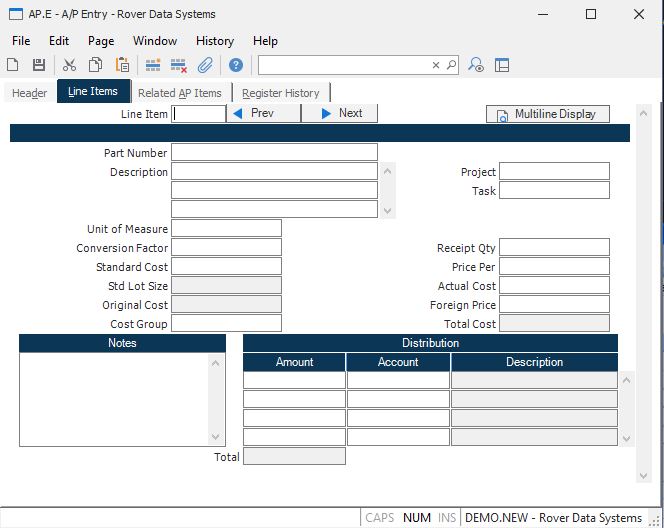 AP.E - A/P Entry - Rover Data Systems
File Edit Page Window History Help
Header Line Items Related AP Items Register History
Line Item Prev Next Multiline Display
Part Number
Description Project
Task
Unit of Measure
Conversion Factor Receipt Qty
Standard Cost Price Per
Std Lot Size Actual Cost
Original Cost Foreign Price
Cost Group Total Cost
Notes Distribution
Amount Account Description
Total
CAPS NUM INS DEMO.NEW - Rover Data Systems